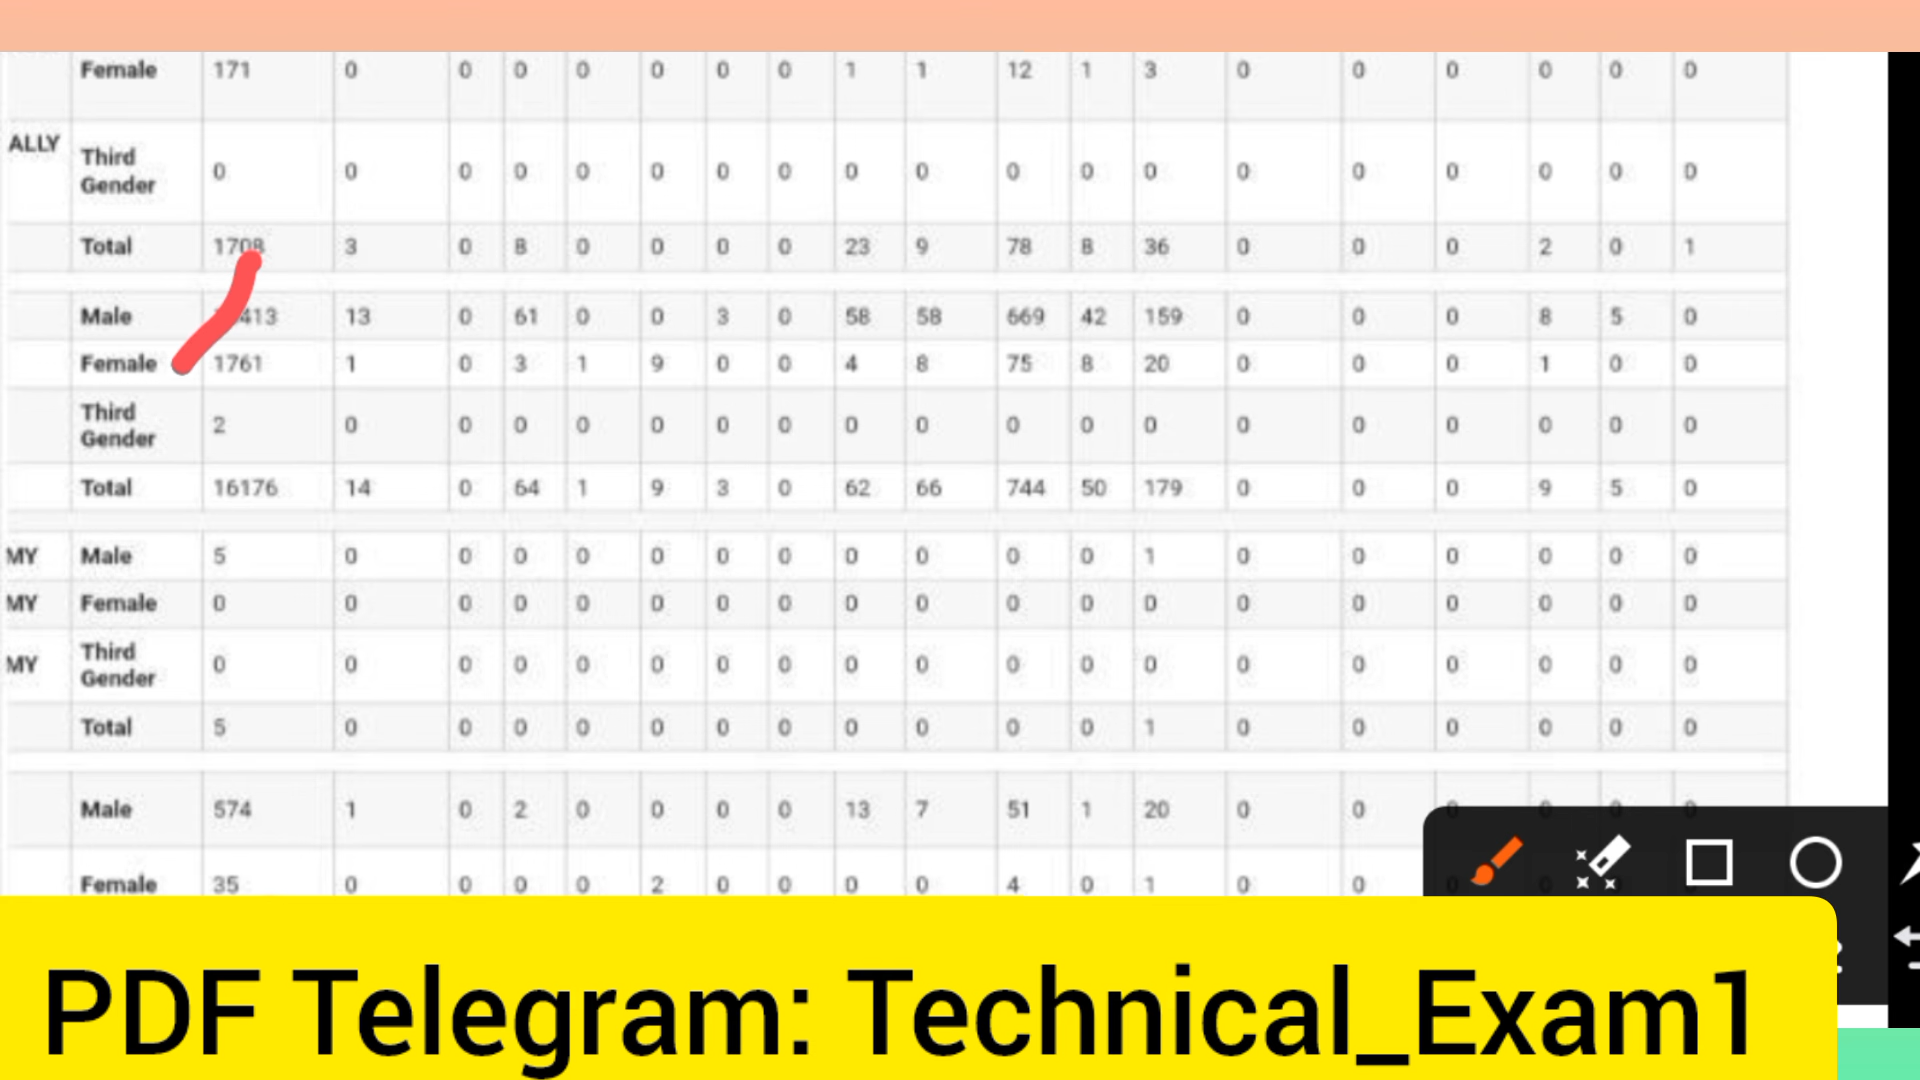 Female 171 0 0 0 0 0 0 0 1 1 12 1 3 0 0 0 0 0 0
ALLY Third Gender 0 0 0 0 0 0 0 0 0 0 0 0 0 0 0 0 0 0 0
Total 1708 3 0 8 0 0 0 0 23 9 78 8 36 0 0 0 2 0 1
Male 413 13 0 61 0 0 3 0 58 58 669 42 159 0 0 0 8 5 0
Female 1761 1 0 3 1 9 0 0 4 8 75 8 20 0 0 0 1 0 0
Third Gender 2 0 0 0 0 0 0 0 0 0 0 0 0 0 0 0 0 0 0
Total 16176 14 0 64 1 9 3 0 62 66 744 50 179 0 0 0 9 5 0
MY Male 5 0 0 0 0 0 0 0 0 0 0 0 1 0 0 0 0 0 0
MY Female 0 0 0 0 0 0 0 0 0 0 0 0 0 0 0 0 0 0 0
MY Third Gender 0 0 0 0 0 0 0 0 0 0 0 0 0 0 0 0 0 0 0
Total 5 0 0 0 0 0 0 0 0 0 0 0 1 0 0 0 0 0 0
Male 574 1 0 2 0 0 0 0 13 7 51 1 20 0 0 0 0 0 0
Female 35 0 0 0 0 2 0 0 0 0 4 0 1 0 0
PDF Telegram: Technical_Exam1